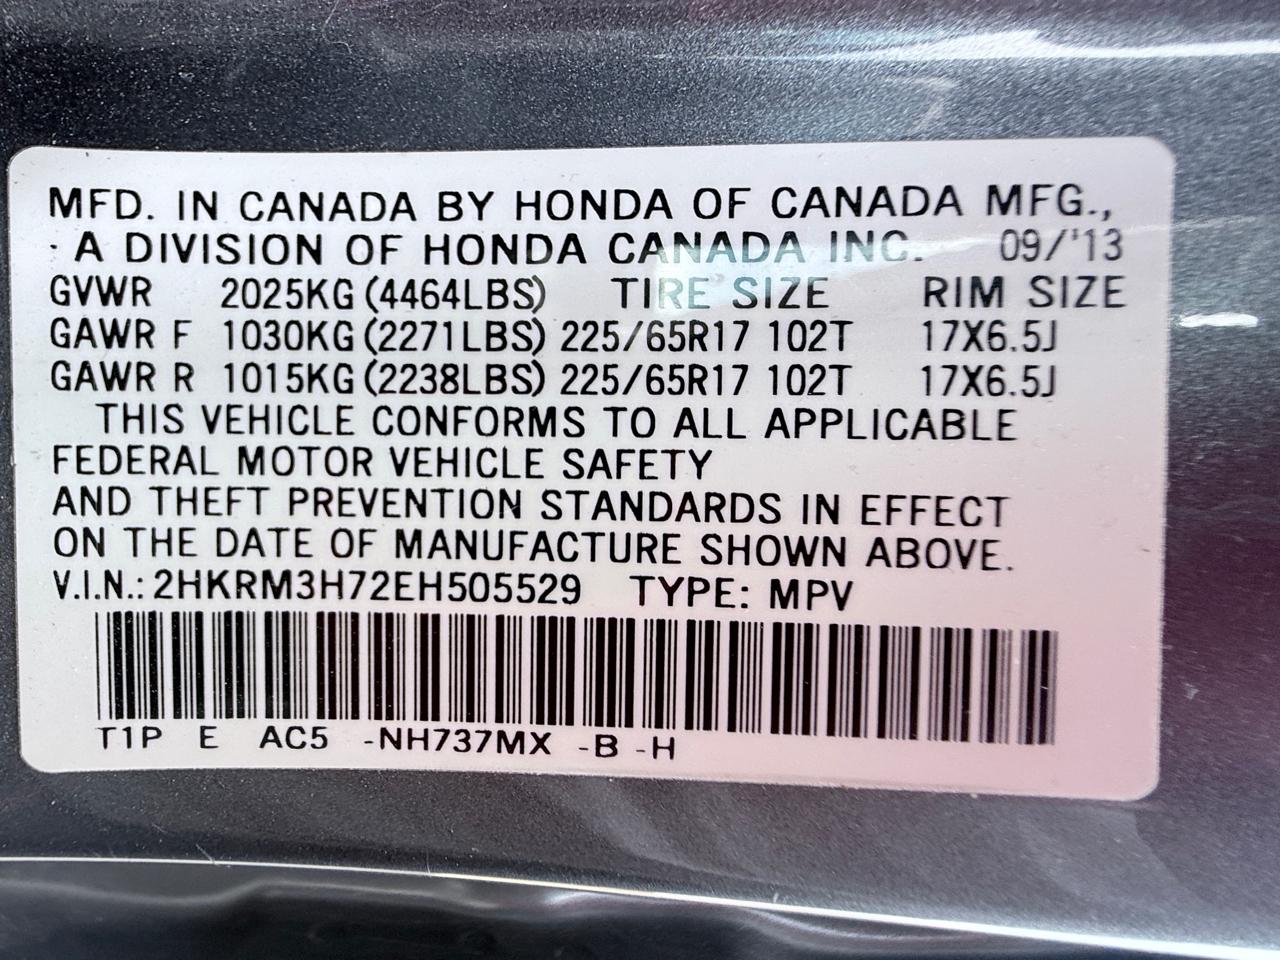 MFD. IN CANADA BY HONDA OF CANADA MFG.,
A DIVISION OF HONDA CANADA INC. 09/'13
GVWR 2025KG (4464LBS) TIRE SIZE RIM SIZE
GAWR F 1030KG (2271LBS) 225/65R17 102T 17X6.5J
GAWR R 1015KG (2238LBS) 225/65R17 102T 17X6.5J
THIS VEHICLE CONFORMS TO ALL APPLICABLE
FEDERAL MOTOR VEHICLE SAFETY
AND THEFT PREVENTION STANDARDS IN EFFECT
ON THE DATE OF MANUFACTURE SHOWN ABOVE.
V.I.N.: 2HKRM3H72EH505529 TYPE: MPV
T1P E AC5 -NH737MX -B -H